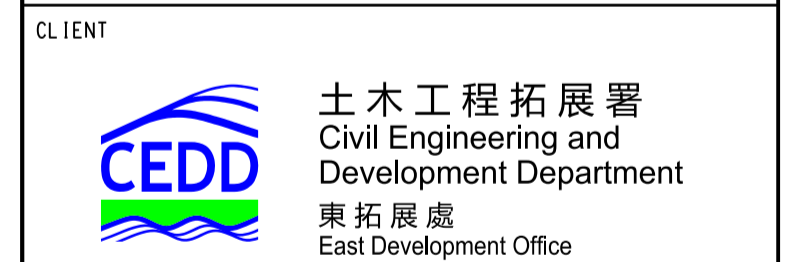 CLIENT
CEDD
土木工程拓展署
Civil Engineering and
Development Department
東拓展處
East Development Office